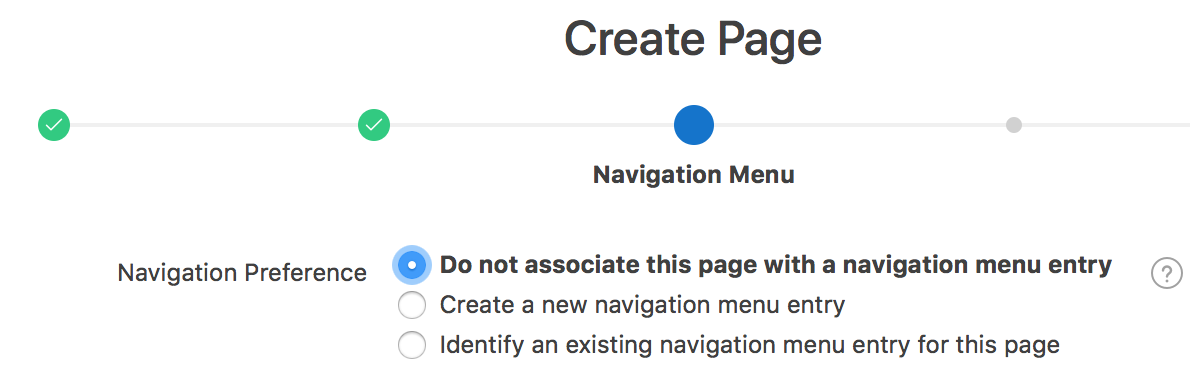 Create Page
Navigation Menu
Navigation Preference
Do not associate this page with a navigation menu entry
?
Create a new navigation menu entry
Identify an existing navigation menu entry for this page